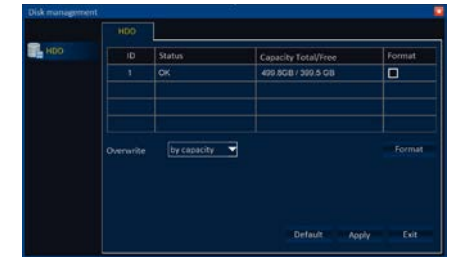 Disk management
HDD
HDD
ID Status Capacity Total/Free Format
1 OK 499.8GB / 399.5 GB
Overwrite by capacity Format
Default Apply Exit